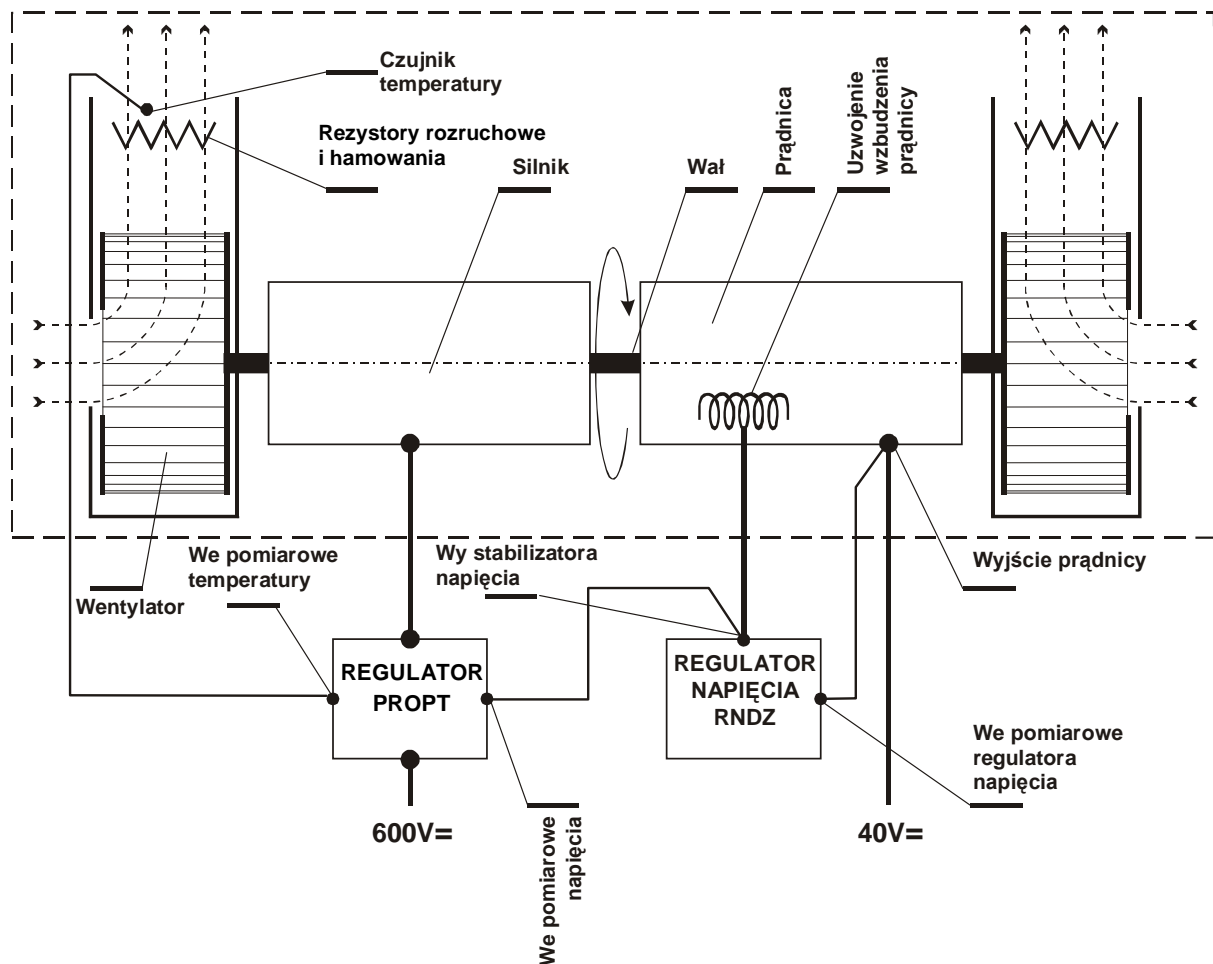 Czujnik
temperatury
Rezystory rozruchowe
i hamowania
Silnik
Wał
Prądnica
Uzwojenie
wzbudzenia
prądnicy
We pomiarowe
temperatury
Wentylator
Wy stabilizatora
napięcia
Wyjście prądnicy
REGULATOR
PROPT
REGULATOR
NAPIĘCIA
RNDZ
We pomiarowe
regulatora
napięcia
600V=
We pomiarowe
napięcia
40V=